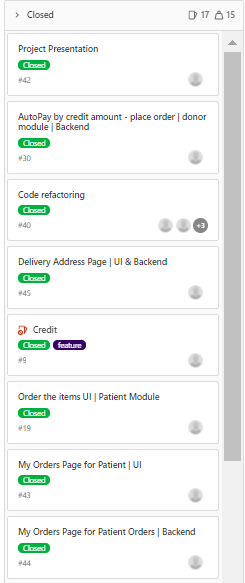 Closed 17 15
Project Presentation
Closed
#42
AutoPay by credit amount - place order | donor
module | Backend
Closed
#30
Code refactoring
Closed
#40 +3
Delivery Address Page | UI & Backend
Closed
#45
Credit
Closed feature
#9
Order the items UI | Patient Module
Closed
#19
My Orders Page for Patient | UI
Closed
#43
My Orders Page for Patient Orders | Backend
Closed
#44